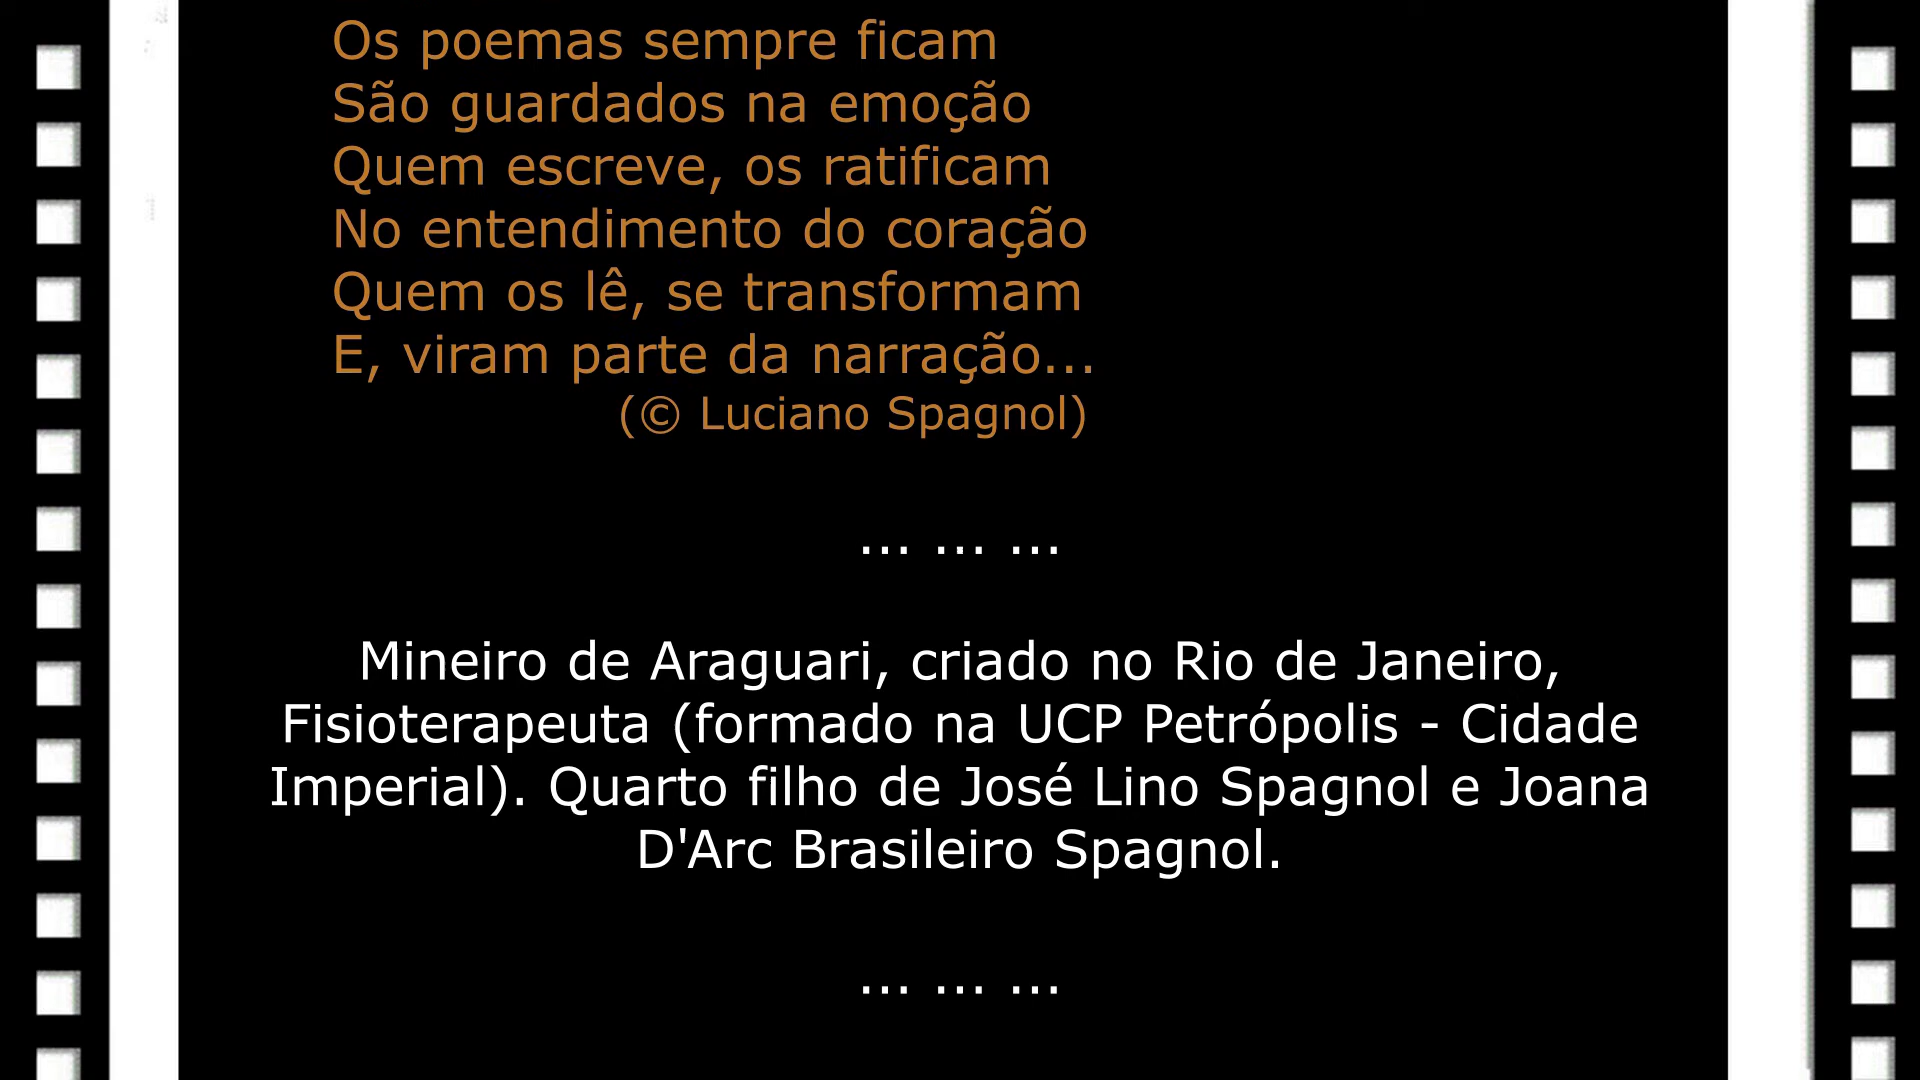 Os poemas sempre ficam
São guardados na emoção
Quem escreve, os ratificam
No entendimento do coração
Quem os lê, se transformam
E, viram parte da narração...
(© Luciano Spagnol)
... ... ...
Mineiro de Araguari, criado no Rio de Janeiro,
Fisioterapeuta (formado na UCP Petrópolis - Cidade
Imperial). Quarto filho de José Lino Spagnol e Joana
D'Arc Brasileiro Spagnol.
... ... ...